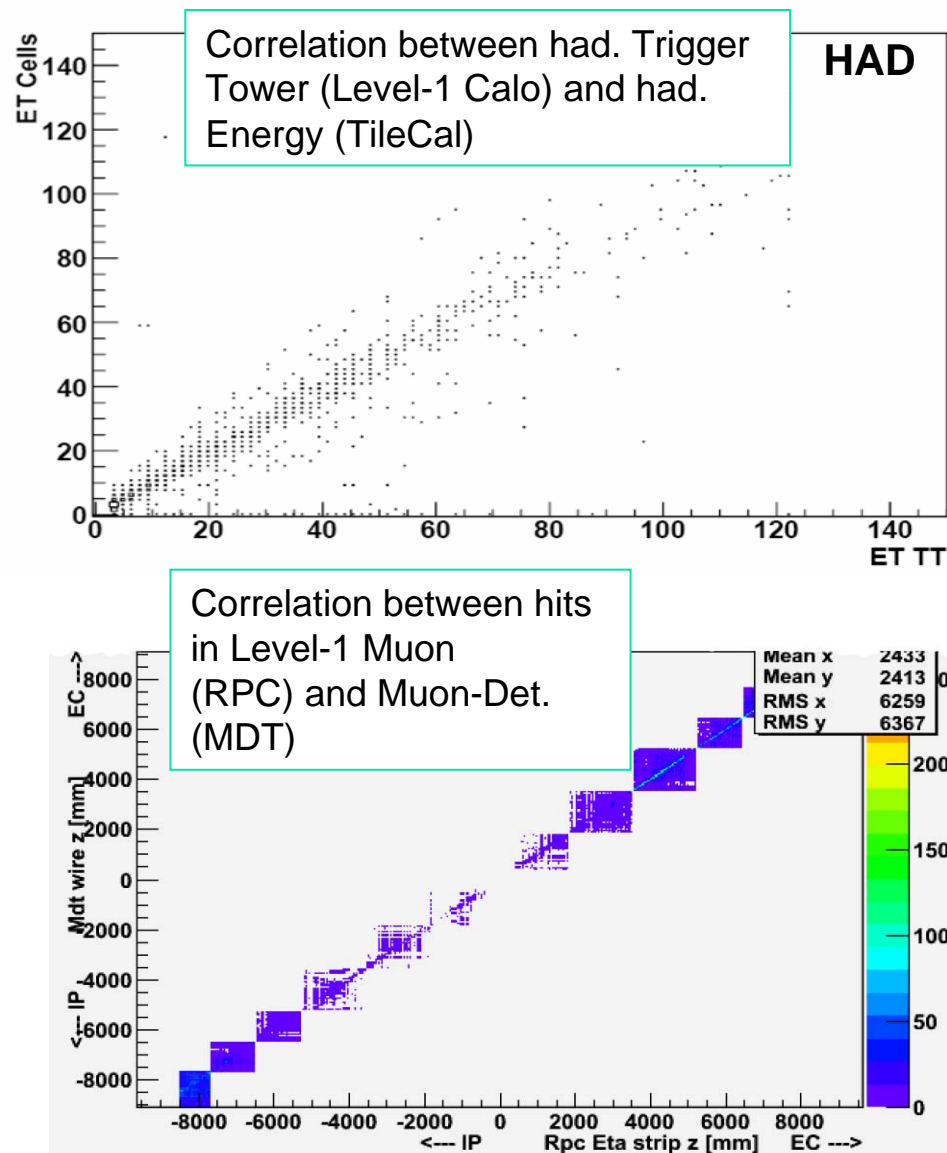 Correlation between had. Trigger
Tower (Level-1 Calo) and had.
Energy (TileCal)
HAD
ET Cells
140
120
100
80
60
40
20
0
0 20 40 60 80 100 120 140
ET TT
Correlation between hits
in Level-1 Muon
(RPC) and Muon-Det.
(MDT)
Mean x 2433
Mean y 2413
RMS x 6259
RMS y 6367
<--- IP Mdt wire z [mm] EC --->
8000
6000
4000
2000
0
-2000
-4000
-6000
-8000
200
150
100
50
0
-8000 -6000 -4000 -2000 0 2000 4000 6000 8000
<--- IP Rpc Eta strip z [mm] EC --->